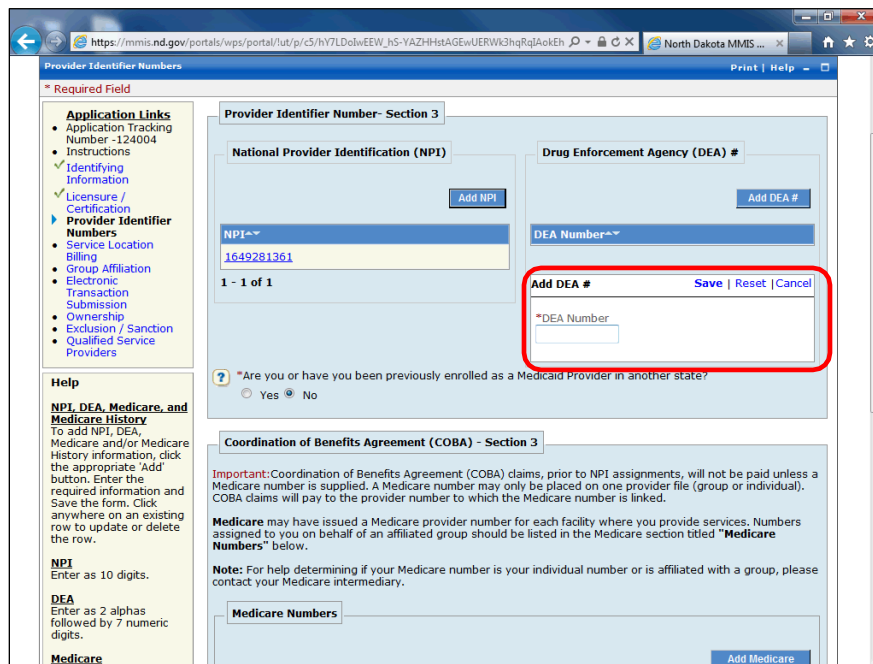 https://mmis.nd.gov/portals/wps/portal/!ut/p/c5/hY7LDoIwEEW_hS-YAZHHstAGEwUERWk3hqRqIAokEh
North Dakota MMIS ...
Provider Identifier Numbers
Print | Help
* Required Field
Application Links
Application Tracking
Number -124004
Instructions
Identifying
Information
Licensure /
Certification
Provider Identifier
Numbers
Service Location
Billing
Group Affiliation
Electronic
Transaction
Submission
Ownership
Exclusion / Sanction
Qualified Service
Providers
Help
NPI, DEA, Medicare, and
Medicare History
To add NPI, DEA,
Medicare and/or Medicare
History information, click
the appropriate 'Add'
button. Enter the
required information and
Save the form. Click
anywhere on an existing
row to update or delete
the row.
NPI
Enter as 10 digits.
DEA
Enter as 2 alphas
followed by 7 numeric
digits.
Medicare
Provider Identifier Number- Section 3
National Provider Identification (NPI)
Add NPI
NPI
1649281361
1 - 1 of 1
Drug Enforcement Agency (DEA) #
Add DEA #
DEA Number
Add DEA # Save | Reset |Cancel
*DEA Number
? *Are you or have you been previously enrolled as a Medicaid Provider in another state?
Yes No
Coordination of Benefits Agreement (COBA) - Section 3
Important:Coordination of Benefits Agreement (COBA) claims, prior to NPI assignments, will not be paid unless a
Medicare number is supplied. A Medicare number may only be placed on one provider file (group or individual).
COBA claims will pay to the provider number to which the Medicare number is linked.
Medicare may have issued a Medicare provider number for each facility where you provide services. Numbers
assigned to you on behalf of an affiliated group should be listed in the Medicare section titled "Medicare
Numbers" below.
Note: For help determining if your Medicare number is your individual number or is affiliated with a group, please
contact your Medicare intermediary.
Medicare Numbers
Add Medicare